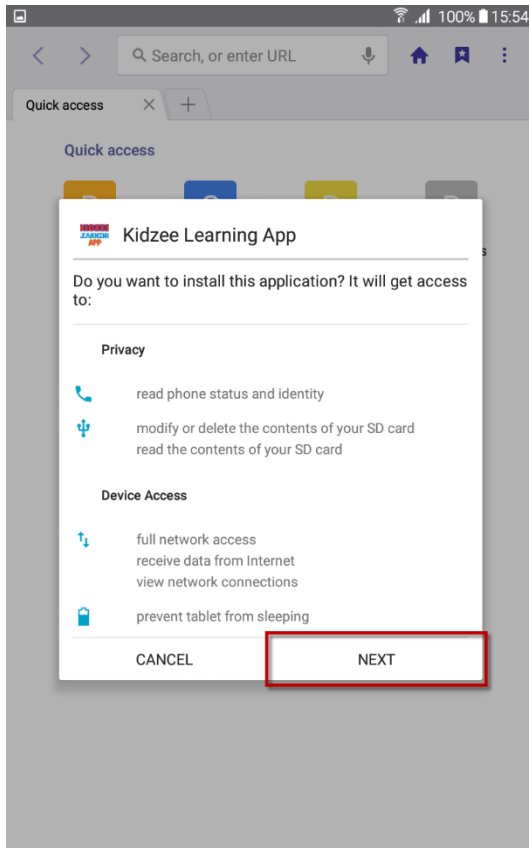 100% 15:54
Search, or enter URL
Quick access
Quick access
KIDZEE
LEARNING
APP
Kidzee Learning App
Do you want to install this application? It will get access
to:
Privacy
read phone status and identity
modify or delete the contents of your SD card
read the contents of your SD card
Device Access
full network access
receive data from Internet
view network connections
prevent tablet from sleeping
CANCEL NEXT